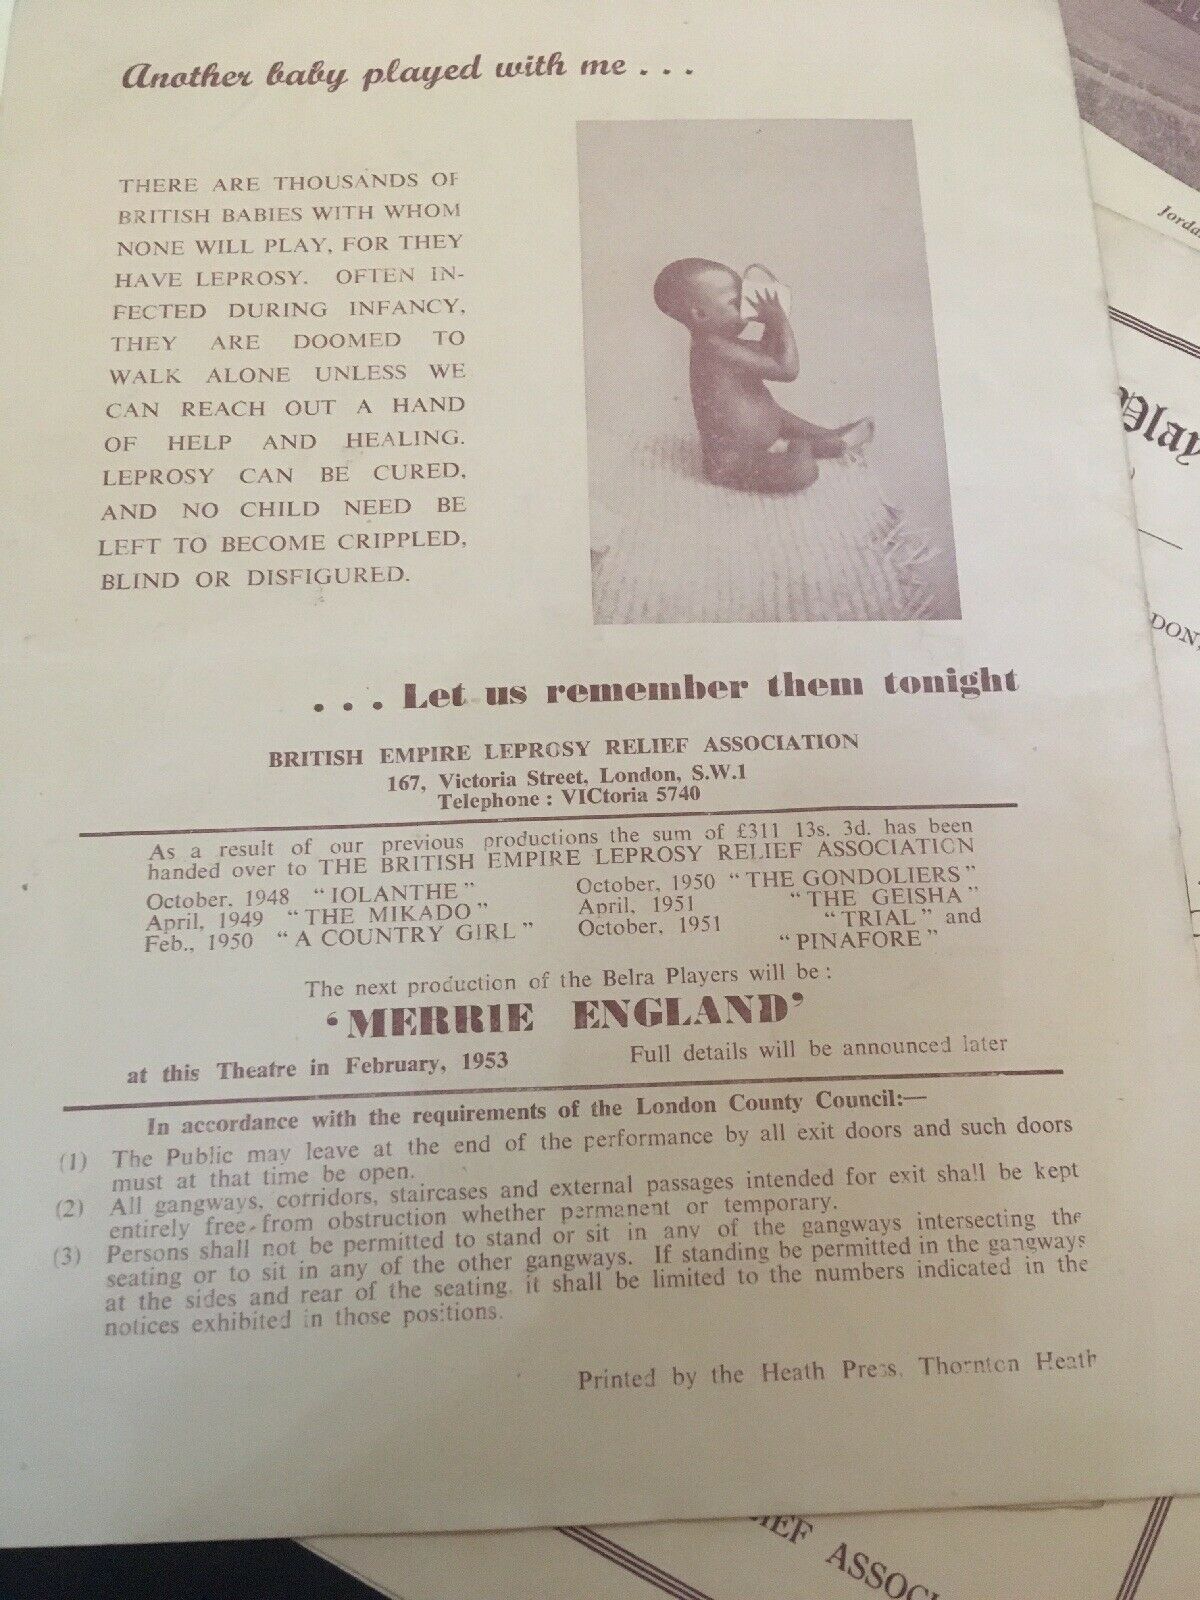 Another baby played with me . . .
THERE ARE THOUSANDS OF
BRITISH BABIES WITH WHOM
NONE WILL PLAY, FOR THEY
HAVE LEPROSY. OFTEN IN-
FECTED DURING INFANCY,
THEY ARE DOOMED TO
WALK ALONE UNLESS WE
CAN REACH OUT A HAND
OF HELP AND HEALING.
LEPROSY CAN BE CURED,
AND NO CHILD NEED BE
LEFT TO BECOME CRIPPLED,
BLIND OR DISFIGURED.
. . . Let us remember them tonight
BRITISH EMPIRE LEPROSY RELIEF ASSOCIATION
167, Victoria Street, London, S.W.1
Telephone : VICtoria 5740
As a result of our previous productions the sum of £311 13s. 3d. has been
handed over to THE BRITISH EMPIRE LEPROSY RELIEF ASSOCIATION
October, 1948 "IOLANTHE"
April, 1949 "THE MIKADO"
Feb., 1950 "A COUNTRY GIRL"
October, 1950 "THE GONDOLIERS"
April, 1951 "THE GEISHA"
October, 1951 "TRIAL" and
"PINAFORE"
The next production of the Belra Players will be :
'MERRIE ENGLAND'
at this Theatre in February, 1953 Full details will be announced later
In accordance with the requirements of the London County Council:—
(1) The Public may leave at the end of the performance by all exit doors and such doors
must at that time be open.
(2) All gangways, corridors, staircases and external passages intended for exit shall be kept
entirely free from obstruction whether permanent or temporary.
(3) Persons shall not be permitted to stand or sit in any of the gangways intersecting the
seating or to sit in any of the other gangways. If standing be permitted in the gangways
at the sides and rear of the seating, it shall be limited to the numbers indicated in the
notices exhibited in those positions.
Printed by the Heath Press, Thornton Heath
Jorda
Play
DON,
IEF ASSOCI